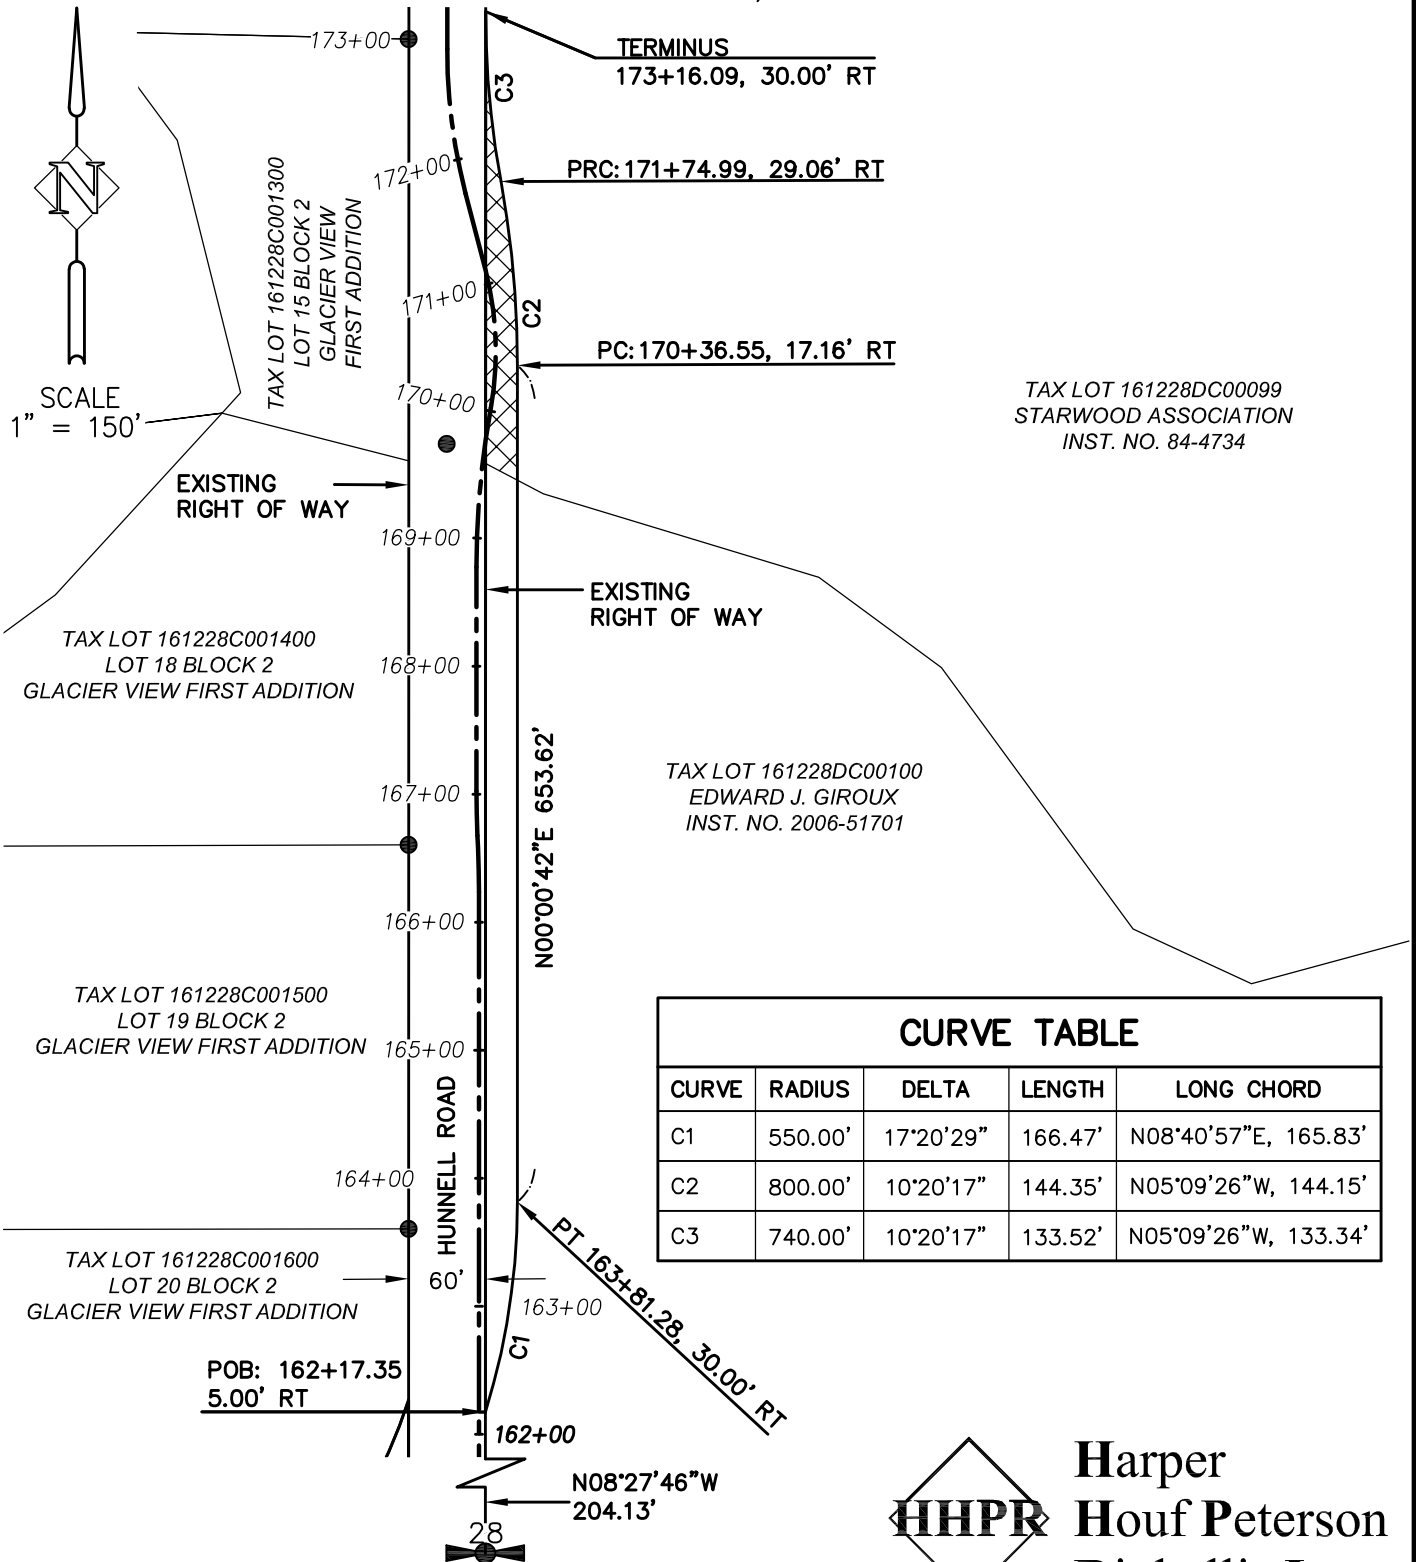 173+00
TERMINUS
173+16.09, 30.00' RT
C3
172+00
PRC: 171+74.99, 29.06' RT
N
TAX LOT 161228C001300
LOT 15 BLOCK 2
GLACIER VIEW
FIRST ADDITION
171+00
C2
PC: 170+36.55, 17.16' RT
SCALE
1" = 150'
170+00
TAX LOT 161228DC00099
STARWOOD ASSOCIATION
INST. NO. 84-4734
EXISTING
RIGHT OF WAY
169+00
EXISTING
RIGHT OF WAY
TAX LOT 161228C001400
LOT 18 BLOCK 2
GLACIER VIEW FIRST ADDITION
168+00
N00°00'42"E 653.62'
TAX LOT 161228DC00100
EDWARD J. GIROUX
INST. NO. 2006-51701
167+00
166+00
TAX LOT 161228C001500
LOT 19 BLOCK 2
GLACIER VIEW FIRST ADDITION
165+00
CURVE TABLE
CURVE RADIUS DELTA LENGTH LONG CHORD
C1 550.00' 17°20'29" 166.47' N08°40'57"E, 165.83'
C2 800.00' 10°20'17" 144.35' N05°09'26"W, 144.15'
C3 740.00' 10°20'17" 133.52' N05°09'26"W, 133.34'
HUNNELL ROAD
164+00
TAX LOT 161228C001600
LOT 20 BLOCK 2
GLACIER VIEW FIRST ADDITION
60'
PT 163+81.28, 30.00' RT
163+00
C1
POB: 162+17.35
5.00' RT
162+00
N08°27'46"W
204.13'
28
HHPR
Harper
Houf Peterson